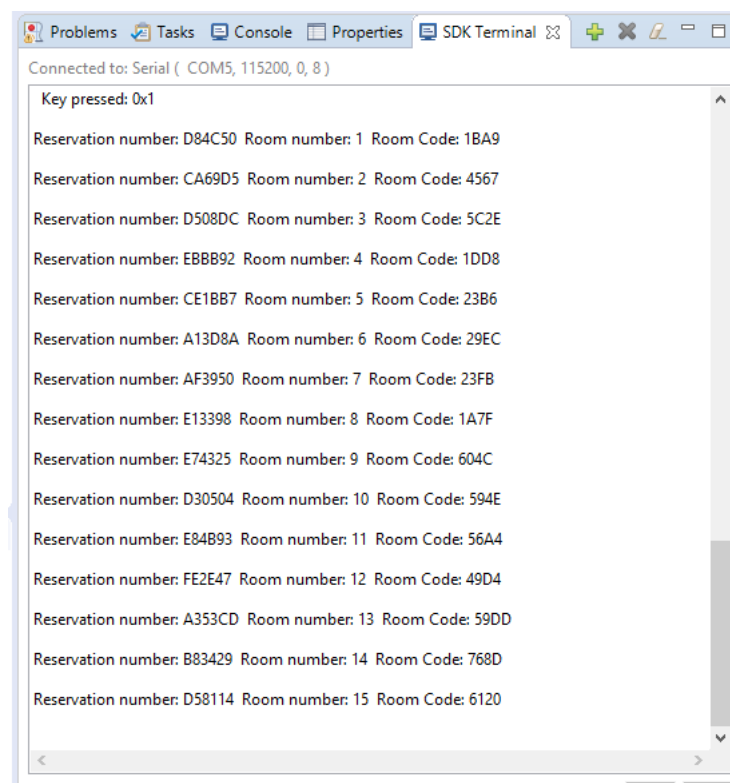 Problems Tasks Console Properties SDK Terminal
Connected to: Serial ( COM5, 115200, 0, 8 )
Key pressed: 0x1
Reservation number: D84C50 Room number: 1 Room Code: 1BA9
Reservation number: CA69D5 Room number: 2 Room Code: 4567
Reservation number: D508DC Room number: 3 Room Code: 5C2E
Reservation number: EBBB92 Room number: 4 Room Code: 1DD8
Reservation number: CE1BB7 Room number: 5 Room Code: 23B6
Reservation number: A13D8A Room number: 6 Room Code: 29EC
Reservation number: AF3950 Room number: 7 Room Code: 23FB
Reservation number: E13398 Room number: 8 Room Code: 1A7F
Reservation number: E74325 Room number: 9 Room Code: 604C
Reservation number: D30504 Room number: 10 Room Code: 594E
Reservation number: E84B93 Room number: 11 Room Code: 56A4
Reservation number: FE2E47 Room number: 12 Room Code: 49D4
Reservation number: A353CD Room number: 13 Room Code: 59DD
Reservation number: B83429 Room number: 14 Room Code: 768D
Reservation number: D58114 Room number: 15 Room Code: 6120